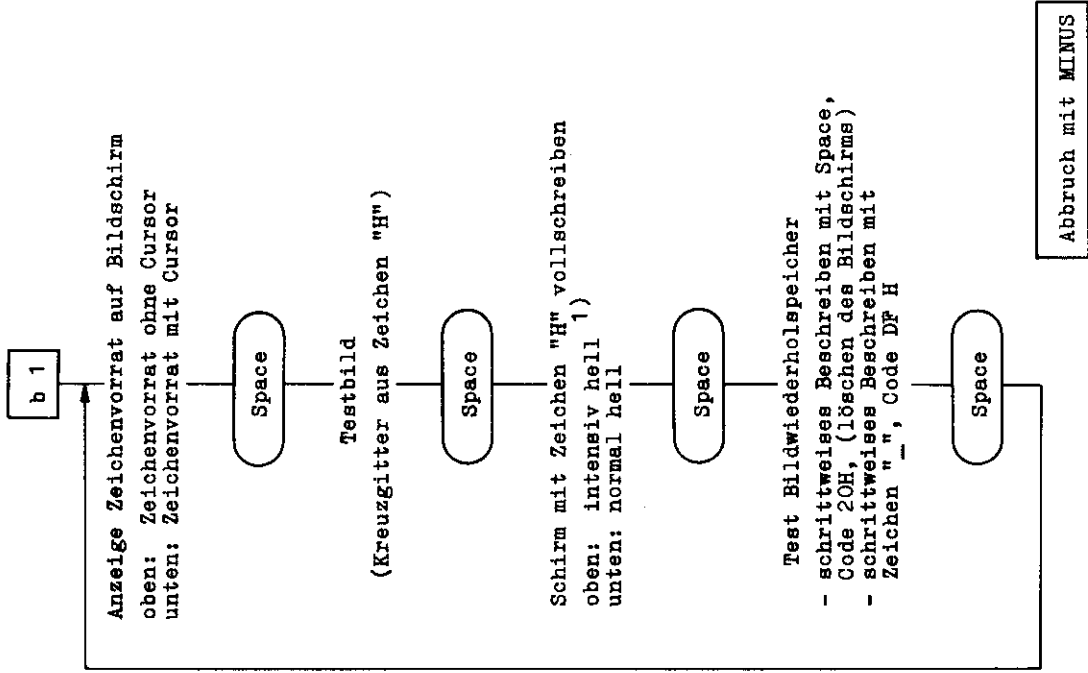 b 1
Anzeige Zeichenvorrat auf Bildschirm
oben: Zeichenvorrat ohne Cursor
unten: Zeichenvorrat mit Cursor
Space
Testbild
(Kreuzgitter aus Zeichen "H")
Space
Schirm mit Zeichen "H" vollschreiben
oben: intensiv hell 1)
unten: normal hell
Space
Test Bildwiederholspeicher
- schrittweises Beschreiben mit Space,
Code 20H, (löschen des Bildschirms)
- schrittweises Beschreiben mit
Zeichen "_", Code DF H
Space
Abbruch mit MINUS